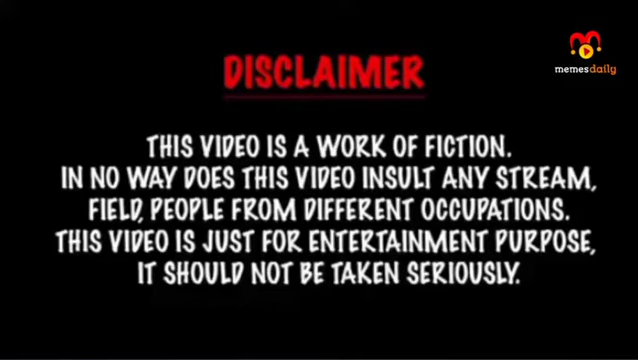 memesdaily
DISCLAIMER
THIS VIDEO IS A WORK OF FICTION.
IN NO WAY DOES THIS VIDEO INSULT ANY STREAM,
FIELD, PEOPLE FROM DIFFERENT OCCUPATIONS.
THIS VIDEO IS JUST FOR ENTERTAINMENT PURPOSE,
IT SHOULD NOT BE TAKEN SERIOUSLY.